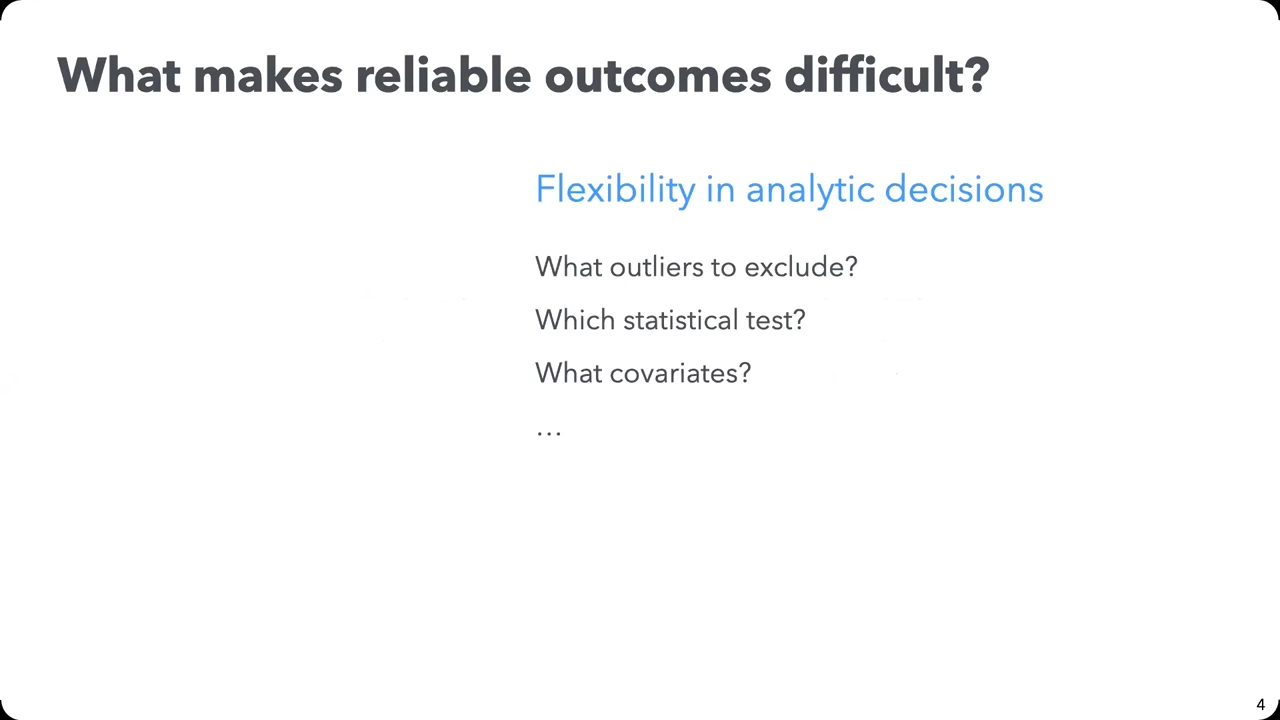 What makes reliable outcomes difficult?
Flexibility in analytic decisions
What outliers to exclude?
Which statistical test?
What covariates?
…
4